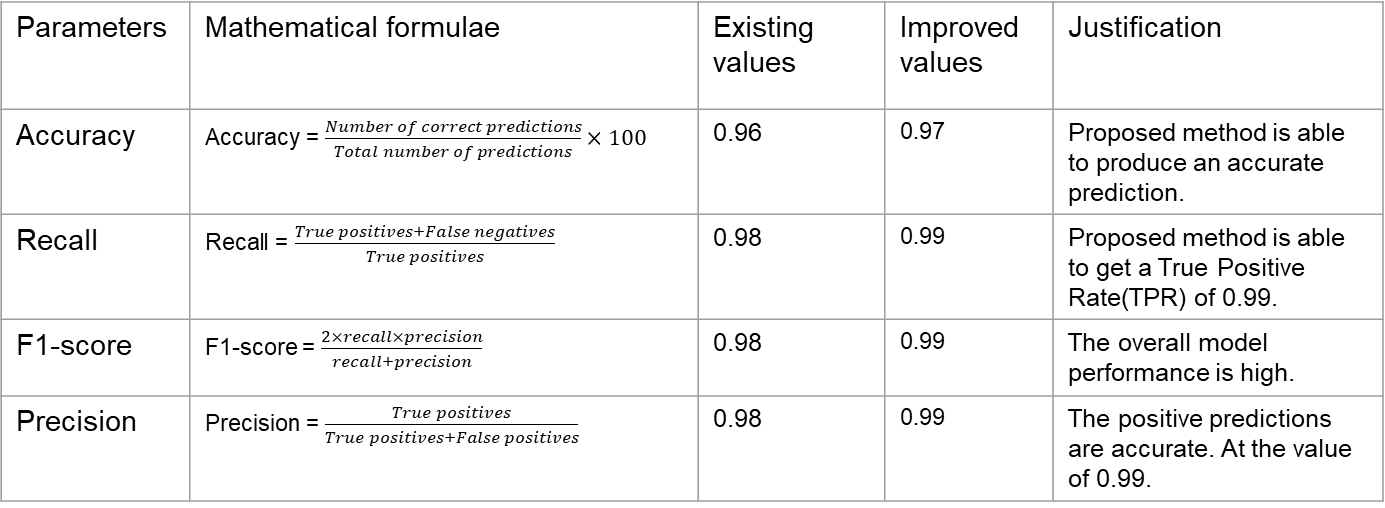 Parameters
Mathematical formulae
Existing
values
Improved
values
Justification
Accuracy
Accuracy = \frac{Number of correct predictions}{Total number of predictions} × 100
0.96
0.97
Proposed method is able
to produce an accurate
prediction.
Recall
Recall = \frac{True positives+False negatives}{True positives}
0.98
0.99
Proposed method is able
to get a True Positive
Rate(TPR) of 0.99.
F1-score
F1-score = \frac{2×recall×precision}{recall+precision}
0.98
0.99
The overall model
performance is high.
Precision
Precision = \frac{True positives}{True positives+False positives}
0.98
0.99
The positive predictions
are accurate. At the value
of 0.99.